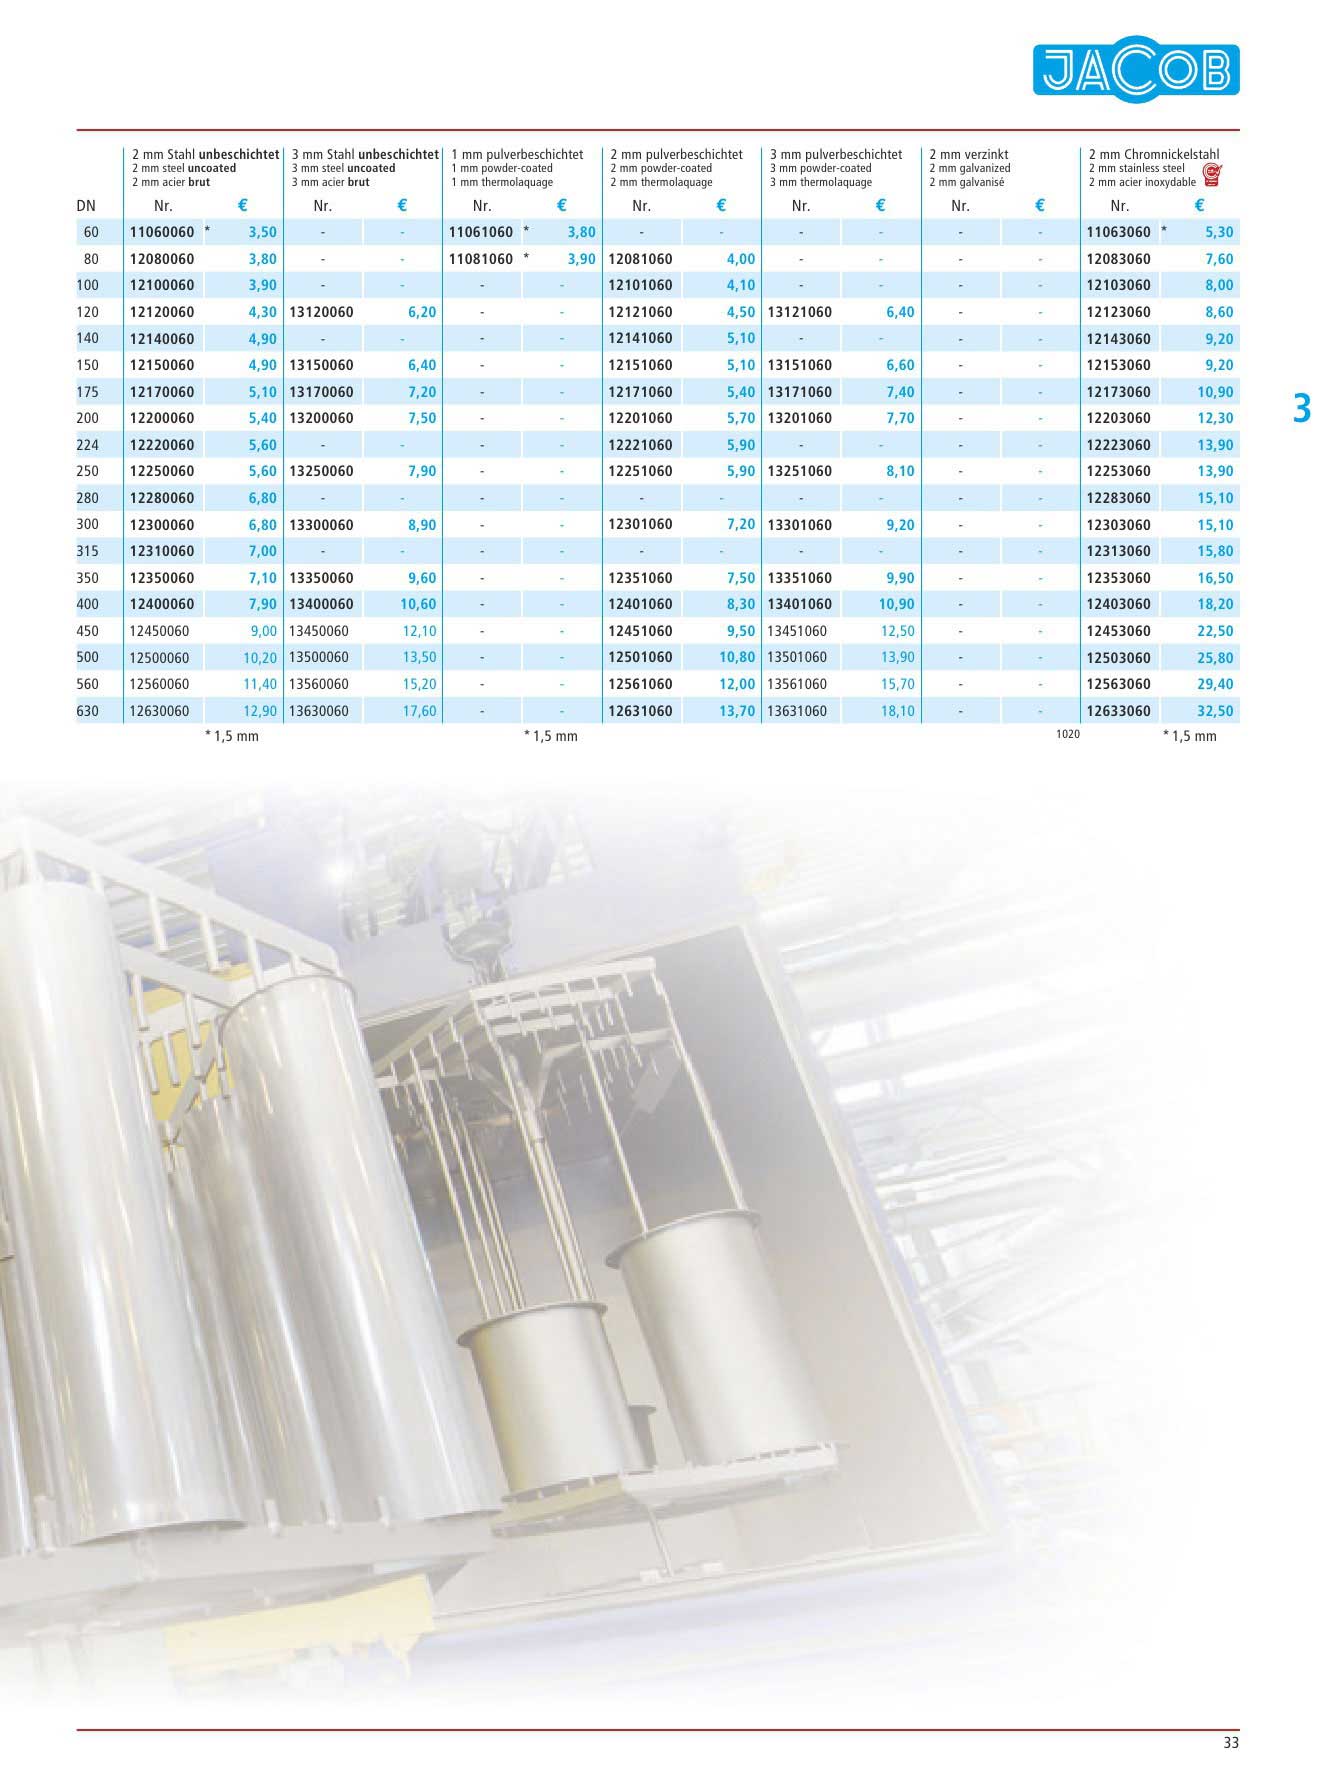 JACOB
2 mm Stahl unbeschichtet 3 mm Stahl unbeschichtet 1 mm pulverbeschichtet 2 mm pulverbeschichtet 3 mm pulverbeschichtet 2 mm verzinkt 2 mm Chromnickelstahl
2 mm steel uncoated 3 mm steel uncoated 1 mm powder-coated 2 mm powder-coated 3 mm powder-coated 2 mm galvanized 2 mm stainless steel
2 mm acier brut 3 mm acier brut 1 mm thermolaquage 2 mm thermolaquage 3 mm thermolaquage 2 mm galvanisé 2 mm acier inoxydable
DN Nr. € Nr. € Nr. € Nr. € Nr. € Nr. € Nr. €
60 11060060 * 3,50 - - 11061060 * 3,80 - - - - - - 11063060 * 5,30
80 12080060 3,80 - - 11081060 * 3,90 12081060 4,00 - - - - 12083060 7,60
100 12100060 3,90 - - - - 12101060 4,10 - - - - 12103060 8,00
120 12120060 4,30 13120060 6,20 - - 12121060 4,50 13121060 6,40 - - 12123060 8,60
140 12140060 4,90 - - - - 12141060 5,10 - - - - 12143060 9,20
150 12150060 4,90 13150060 6,40 - - 12151060 5,10 13151060 6,60 - - 12153060 9,20
175 12170060 5,10 13170060 7,20 - - 12171060 5,40 13171060 7,40 - - 12173060 10,90
200 12200060 5,40 13200060 7,50 - - 12201060 5,70 13201060 7,70 - - 12203060 12,30
224 12220060 5,60 - - - - 12221060 5,90 - - - - 12223060 13,90
250 12250060 5,60 13250060 7,90 - - 12251060 5,90 13251060 8,10 - - 12253060 13,90
280 12280060 6,80 - - - - - - - - - - 12283060 15,10
300 12300060 6,80 13300060 8,90 - - 12301060 7,20 13301060 9,20 - - 12303060 15,10
315 12310060 7,00 - - - - - - - - - - 12313060 15,80
350 12350060 7,10 13350060 9,60 - - 12351060 7,50 13351060 9,90 - - 12353060 16,50
400 12400060 7,90 13400060 10,60 - - 12401060 8,30 13401060 10,90 - - 12403060 18,20
450 12450060 9,00 13450060 12,10 - - 12451060 9,50 13451060 12,50 - - 12453060 22,50
500 12500060 10,20 13500060 13,50 - - 12501060 10,80 13501060 13,90 - - 12503060 25,80
560 12560060 11,40 13560060 15,20 - - 12561060 12,00 13561060 15,70 - - 12563060 29,40
630 12630060 12,90 13630060 17,60 - - 12631060 13,70 13631060 18,10 - - 12633060 32,50
* 1,5 mm * 1,5 mm 1020 * 1,5 mm
3
33